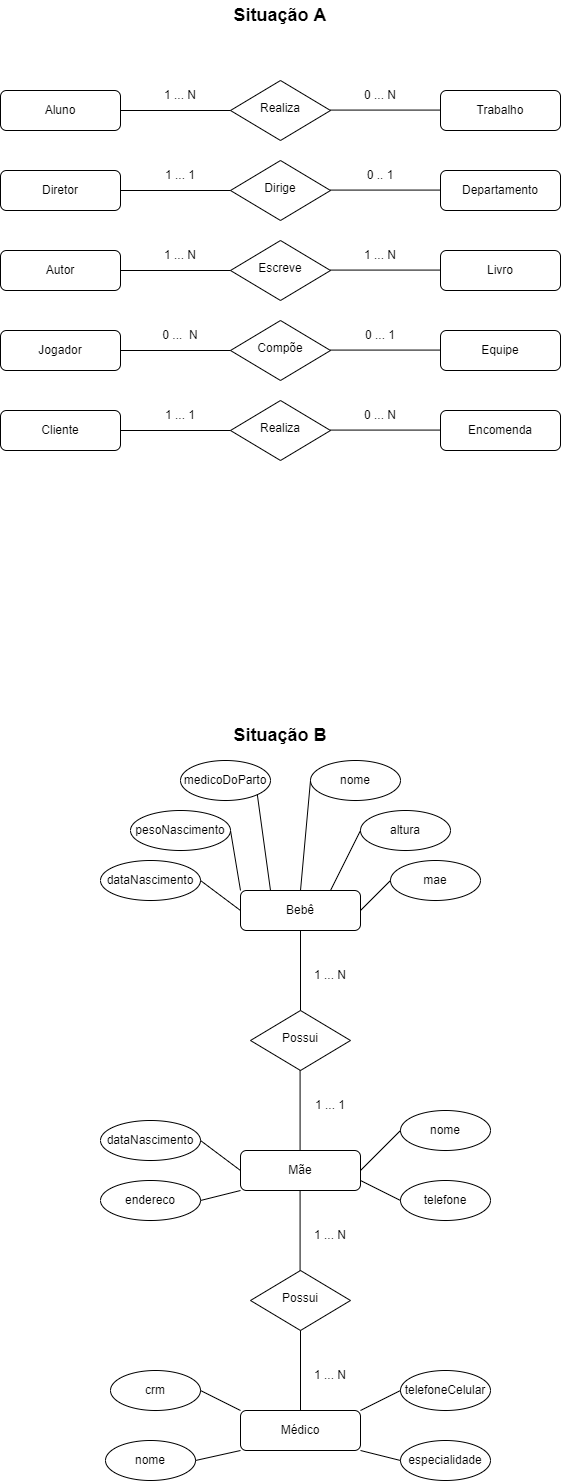 Situação A
1 ... N
0 ... N
Aluno
Realiza
Trabalho
1 ... 1
0 .. 1
Diretor
Dirige
Departamento
1 ... N
1 ... N
Autor
Escreve
Livro
0 ...  N
0 ... 1
Jogador
Compõe
Equipe
1 ... 1
0 ... N
Cliente
Realiza
Encomenda
Situação B
medicoDoParto
nome
pesoNascimento
altura
dataNascimento
mae
Bebê
1 ... N
Possui
1 ... 1
dataNascimento
nome
Mãe
endereco
telefone
1 ... N
Possui
1 ... N
crm
telefoneCelular
Médico
nome
especialidade